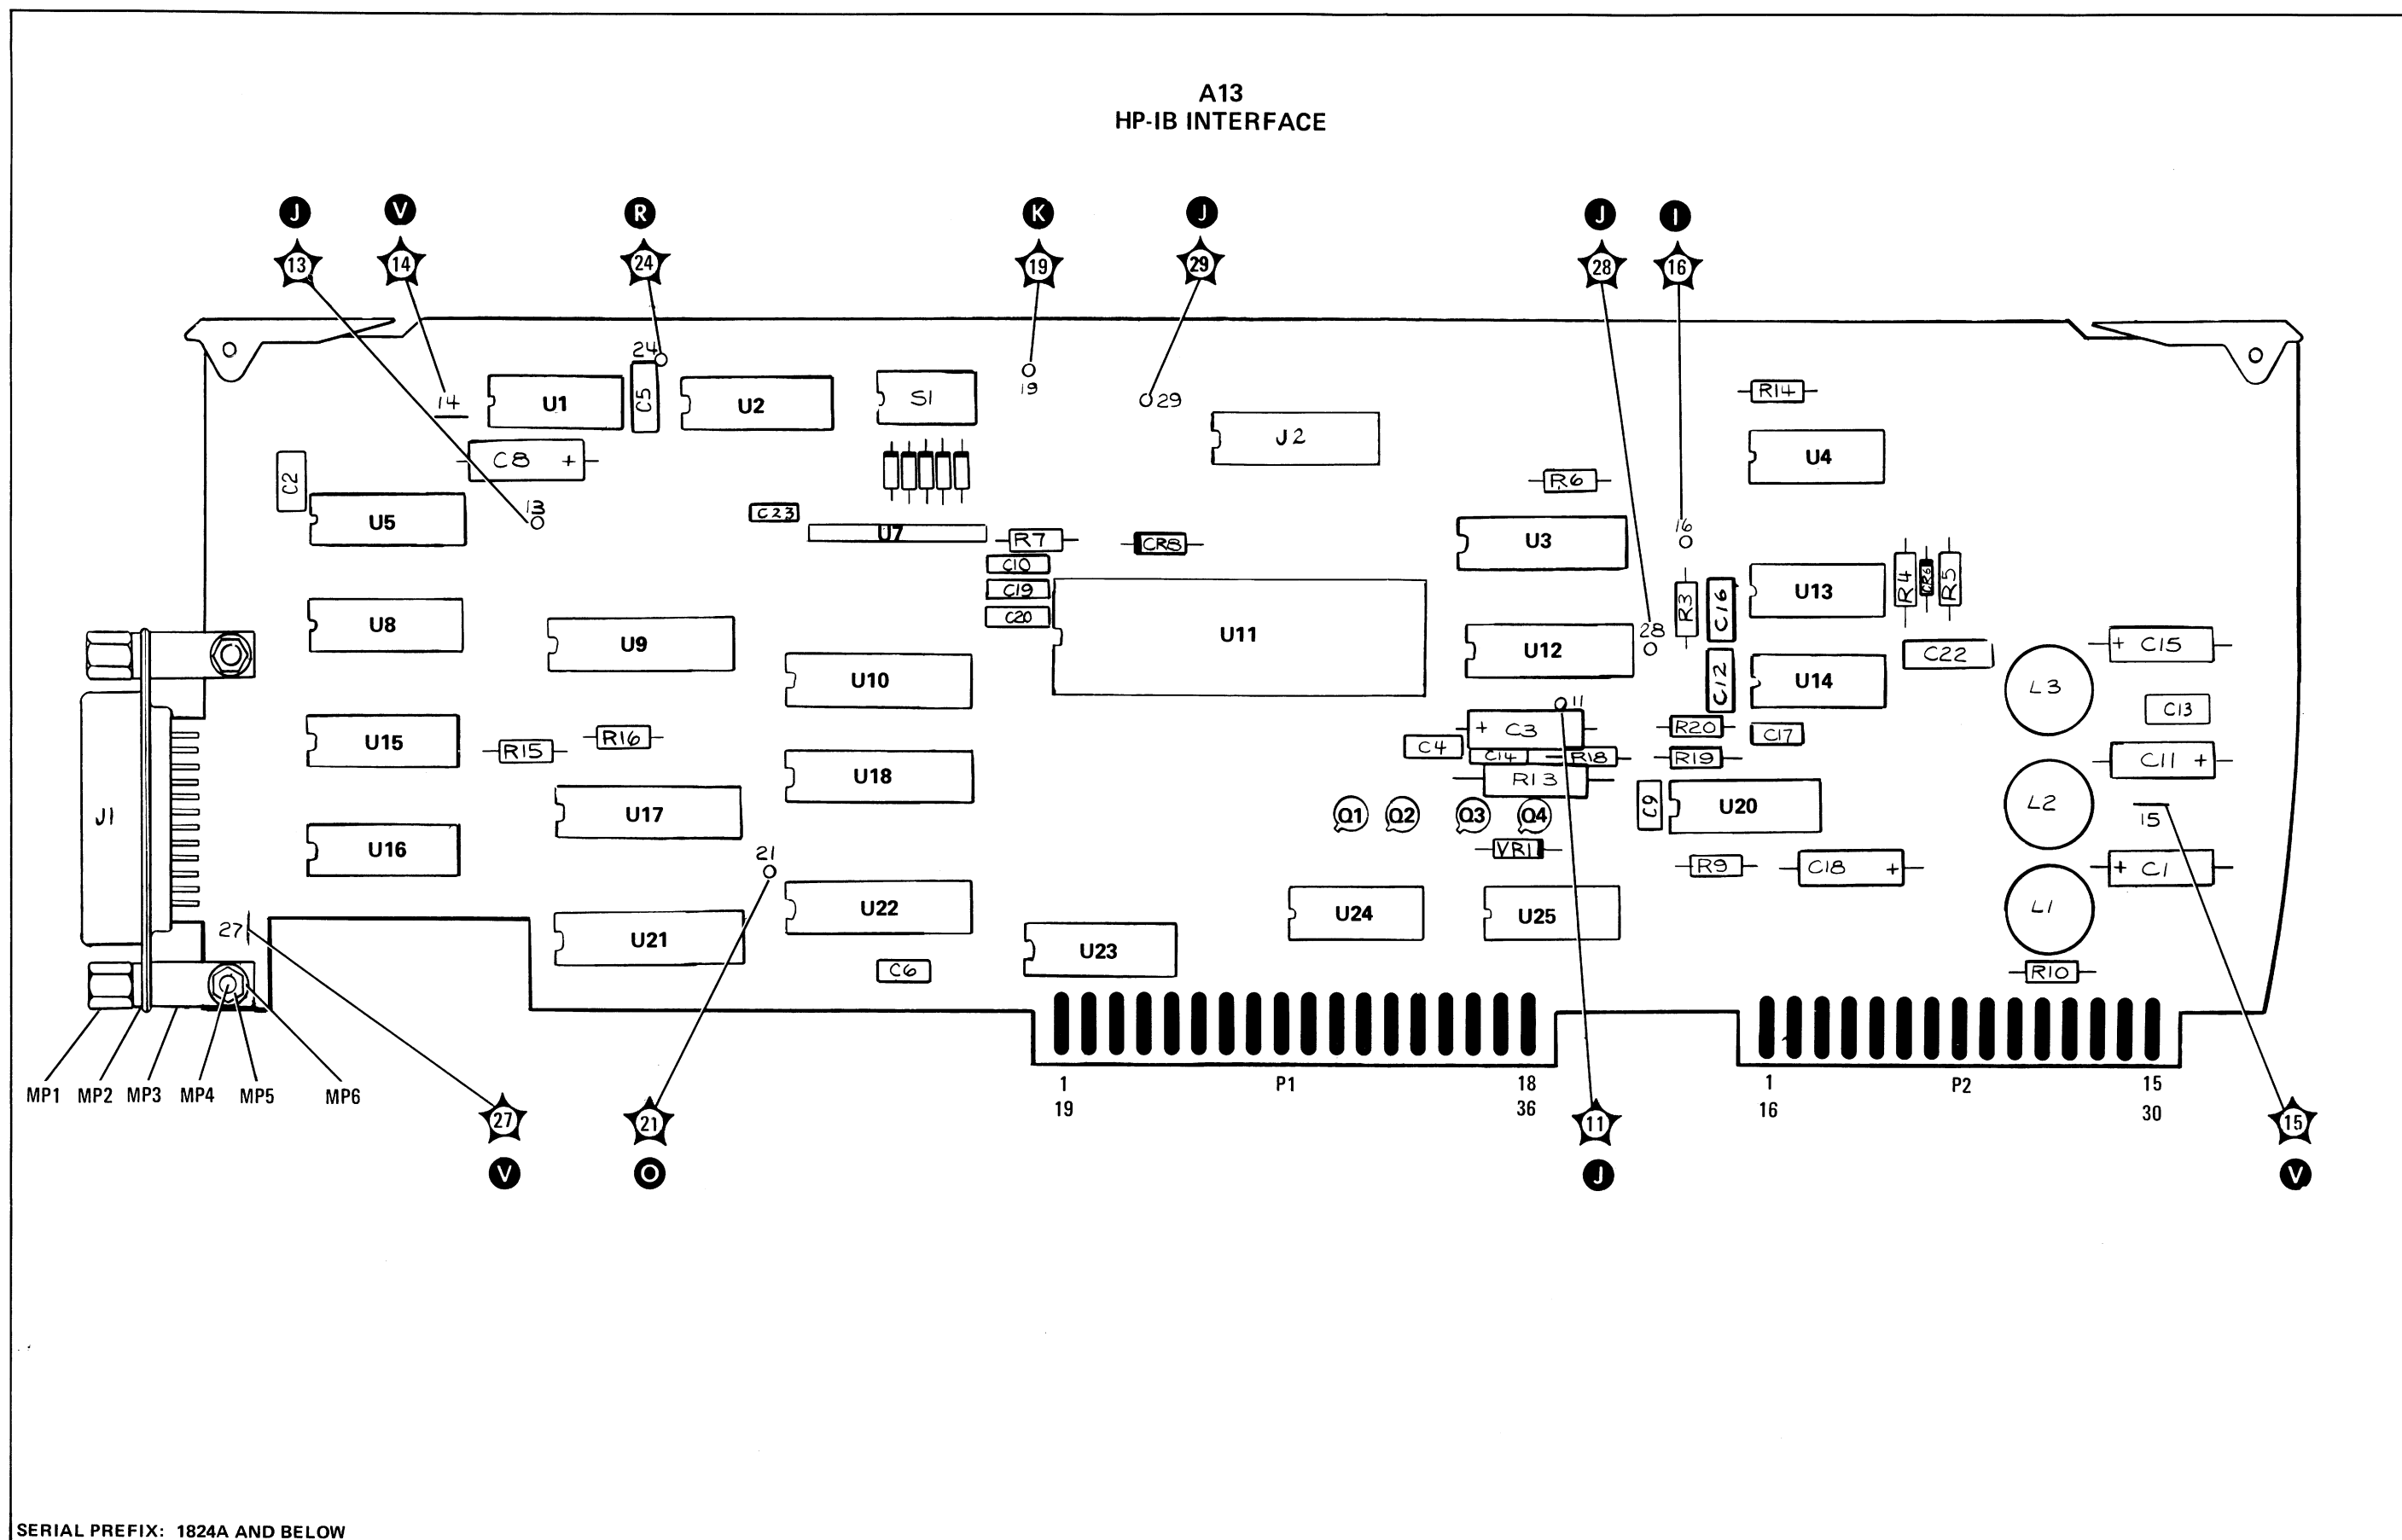 A13
HP-IB INTERFACE
J V R K J J I
13 14 24 19 29 28 16
24
14
U1
C5
U2
S1
19
29
J2
R14
C8 +
U4
C2
R6
13
U5
C23
U7
R7
CR8
U3
16
C10
C19
C20
R3
C16
U13
R4
CR6
R5
U8
U9
U11
U12
28
C22
+ C15
U10
C12
U14
L3
11
C13
U15
R15
R16
+ C3
C4
C14
R18
R20
C17
R19
C11 +
U18
R13
J1
U17
Q1
Q2
Q3
Q4
C9
U20
L2
15
U16
21
VR1
R9
C18 +
+ C1
27
U21
U22
U23
U24
U25
L1
C6
R10
MP1 MP2 MP3 MP4 MP5 MP6
1 P1 18 1 P2 15
19 36 16 30
27 21 11 15
V O J V
SERIAL PREFIX: 1824A AND BELOW